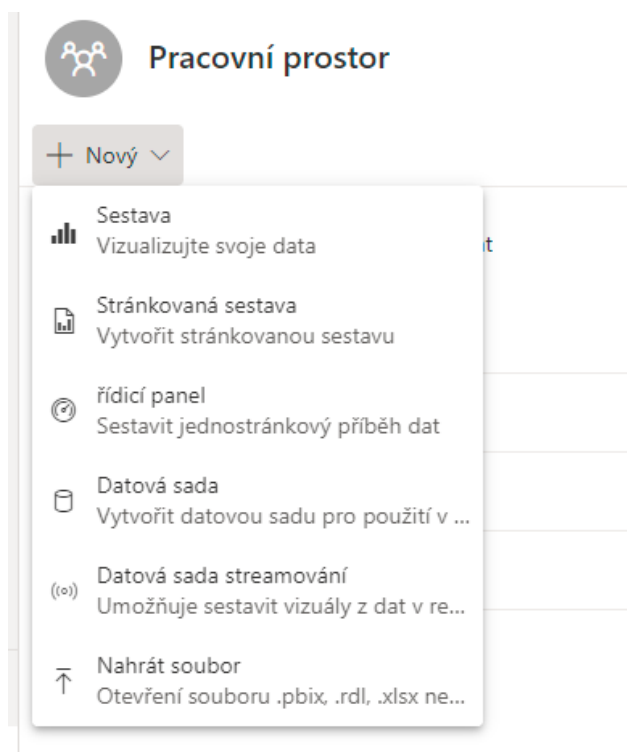 Pracovní prostor
Nový
Sestava
Vizualizujte svoje data
Stránkovaná sestava
Vytvořit stránkovanou sestavu
řídicí panel
Sestavit jednostránkový příběh dat
Datová sada
Vytvořit datovou sadu pro použití v ...
Datová sada streamování
Umožňuje sestavit vizuály z dat v re...
Nahrát soubor
Otevření souboru .pbix, .rdl, .xlsx ne...